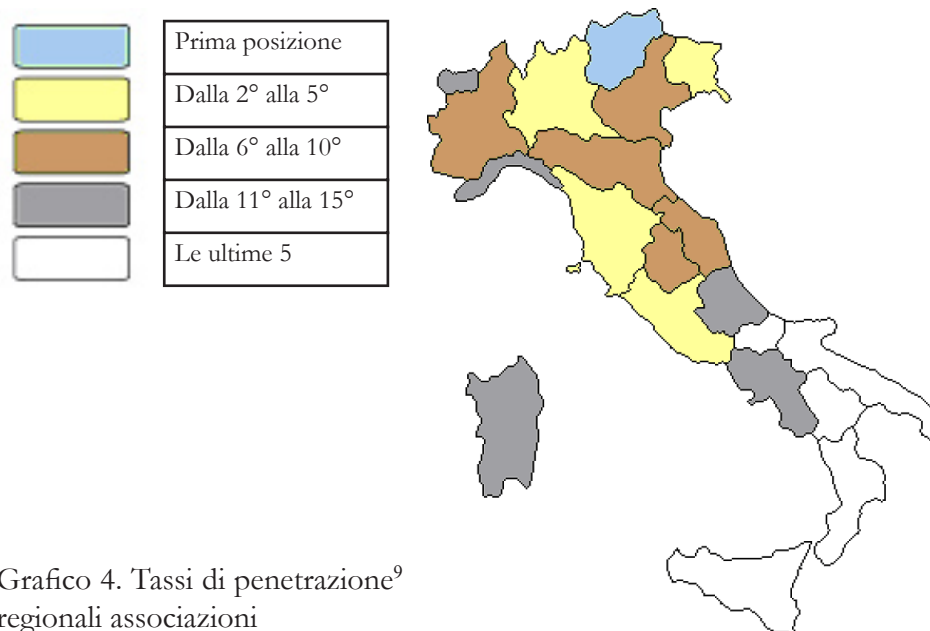 Prima posizione
Dalla 2° alla 5°
Dalla 6° alla 10°
Dalla 11° alla 15°
Le ultime 5
Grafico 4. Tassi di penetrazione⁹
regionali associazioni